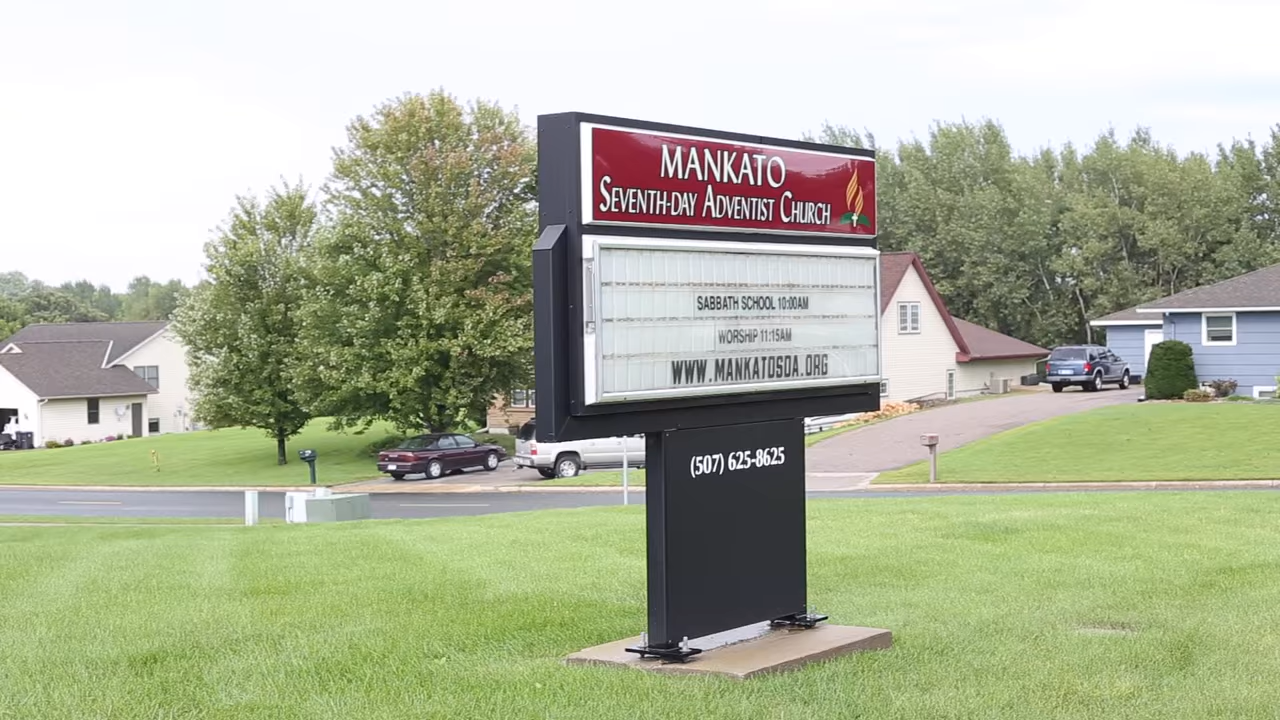 MANKATO
SEVENTH-DAY ADVENTIST CHURCH
SABBATH SCHOOL 10:00AM
WORSHIP 11:15AM
WWW.MANKATOSDA.ORG
(507) 625-8625